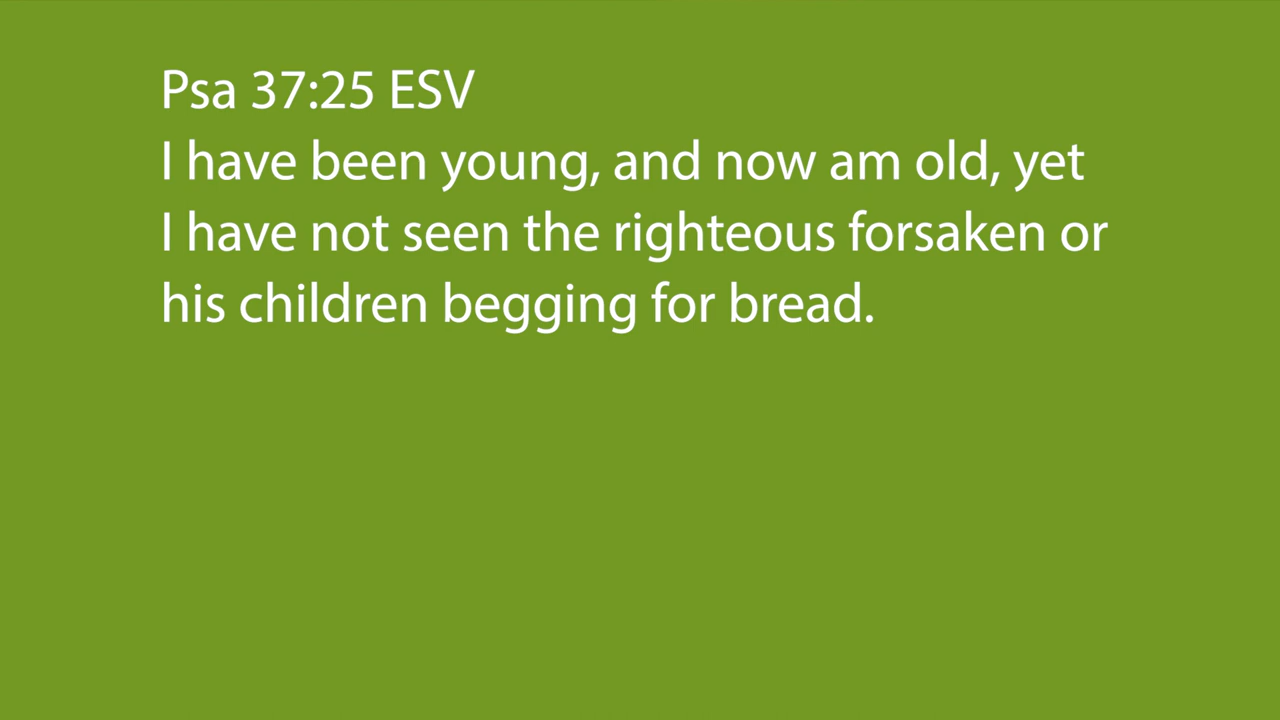 Psa 37:25 ESV
I have been young, and now am old, yet
I have not seen the righteous forsaken or
his children begging for bread.